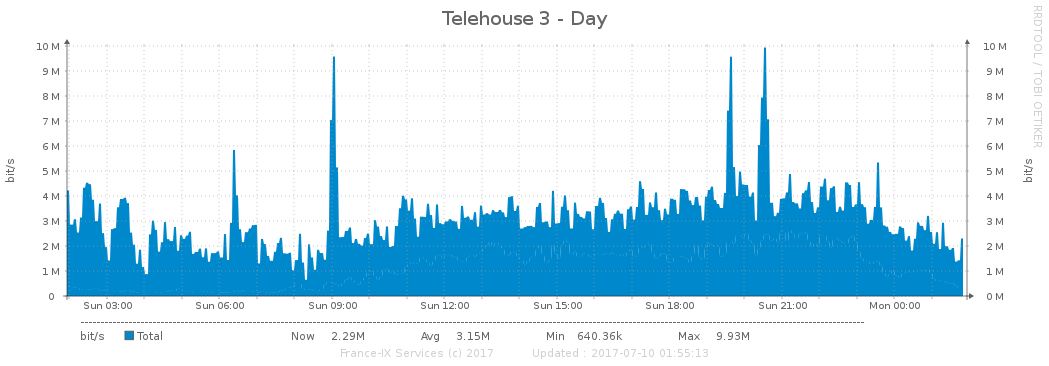 Telehouse 3 - Day
RRDTOOL / TOBI OETIKER
bit/s
bit/s
10 M 10 M
9 M 9 M
8 M 8 M
7 M 7 M
6 M 6 M
5 M 5 M
4 M 4 M
3 M 3 M
2 M 2 M
1 M 1 M
0 0 M
Sun 03:00 Sun 06:00 Sun 09:00 Sun 12:00 Sun 15:00 Sun 18:00 Sun 21:00 Mon 00:00
bit/s Total Now 2.29M Avg 3.15M Min 640.36k Max 9.93M
France-IX Services (c) 2017 Updated : 2017-07-10 01:55:13